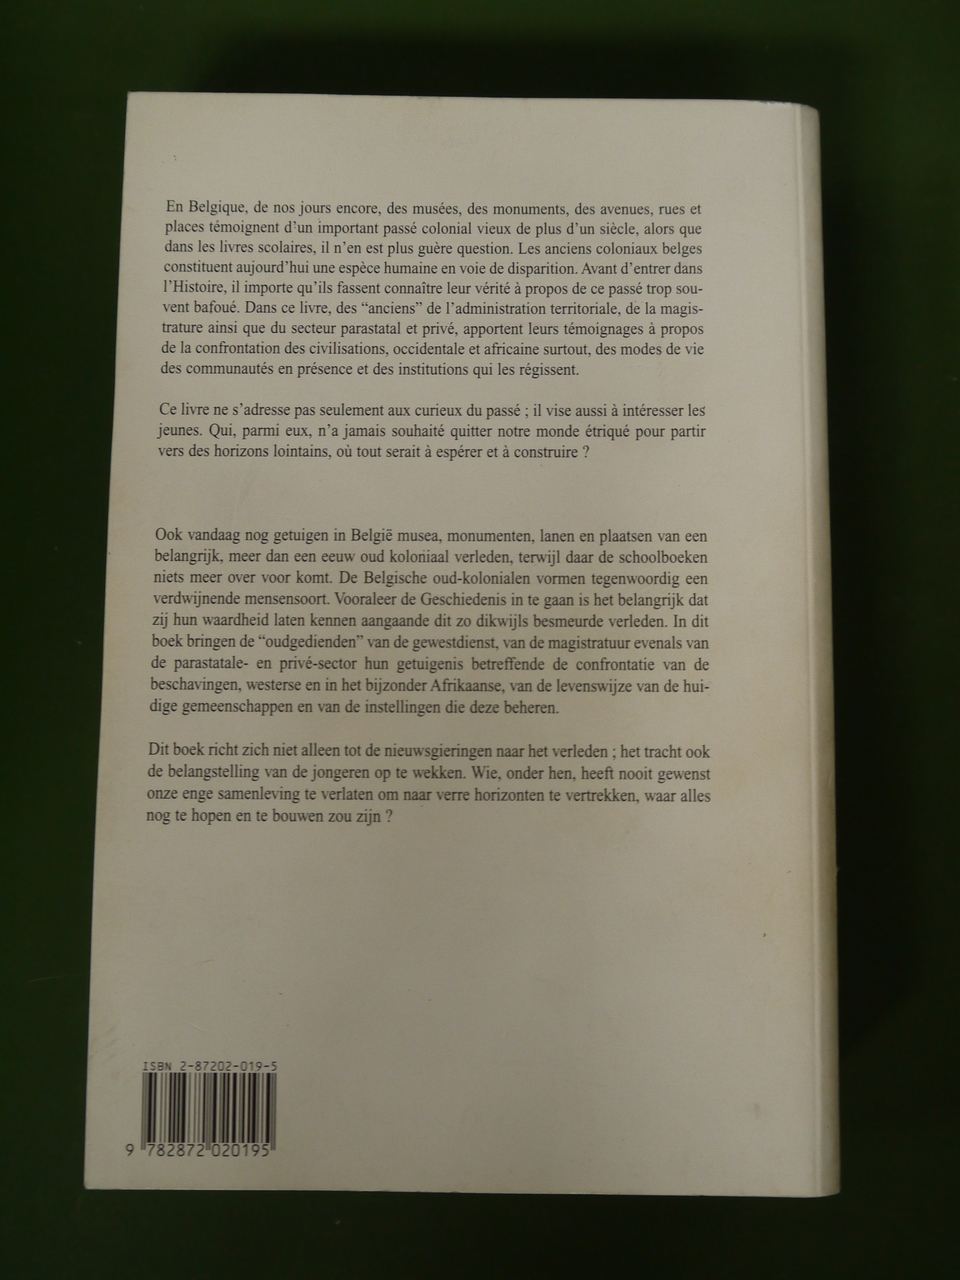 En Belgique, de nos jours encore, des musées, des monuments, des avenues, rues et
places témoignent d'un important passé colonial vieux de plus d'un siècle, alors que
dans les livres scolaires, il n'en est plus guère question. Les anciens coloniaux belges
constituent aujourd'hui une espèce humaine en voie de disparition. Avant d'entrer dans
l'Histoire, il importe qu'ils fassent connaître leur vérité à propos de ce passé trop sou-
vent bafoué. Dans ce livre, des “anciens” de l'administration territoriale, de la magis-
trature ainsi que du secteur parastatal et privé, apportent leurs témoignages à propos
de la confrontation des civilisations, occidentale et africaine surtout, des modes de vie
des communautés en présence et des institutions qui les régissent.
Ce livre ne s'adresse pas seulement aux curieux du passé ; il vise aussi à intéresser les
jeunes. Qui, parmi eux, n'a jamais souhaité quitter notre monde étriqué pour partir
vers des horizons lointains, où tout serait à espérer et à construire ?
Ook vandaag nog getuigen in België musea, monumenten, lanen en plaatsen van een
belangrijk, meer dan een eeuw oud koloniaal verleden, terwijl daar de schoolboeken
niets meer over voor komt. De Belgische oud-kolonialen vormen tegenwoordig een
verdwijnende mensensoort. Vooraleer de Geschiedenis in te gaan is het belangrijk dat
zij hun waardheid laten kennen aangaande dit zo dikwijls besmeurde verleden. In dit
boek bringen de “oudgedienden” van de gewestdienst, van de magistratuur evenals van
de parastatale- en privé-sector hun getuigenis betreffende de confrontatie van de
beschavingen, westerse en in het bijzonder Afrikaanse, van de levenswijze van de hui-
dige gemeenschappen en van de instellingen die deze beheren.
Dit boek richt zich niet alleen tot de nieuwsgieringen naar het verleden ; het tracht ook
de belangstelling van de jongeren op te wekken. Wie, onder hen, heeft nooit gewenst
onze enge samenleving te verlaten om naar verre horizonten te vertrekken, waar alles
nog te hopen en te bouwen zou zijn ?
ISBN 2-87202-019-5
9 782872 020195